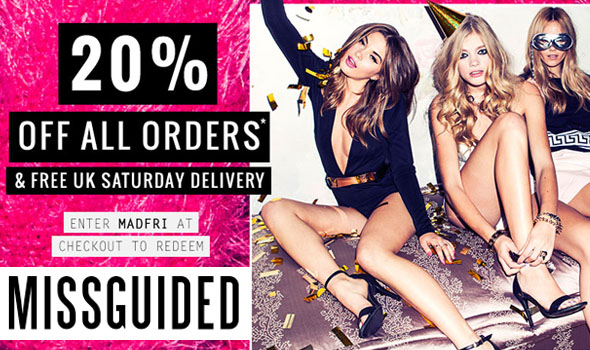 20%
OFF ALL ORDERS*
& FREE UK SATURDAY DELIVERY
ENTER MADFRI AT
CHECKOUT TO REDEEM
MISSGUIDED